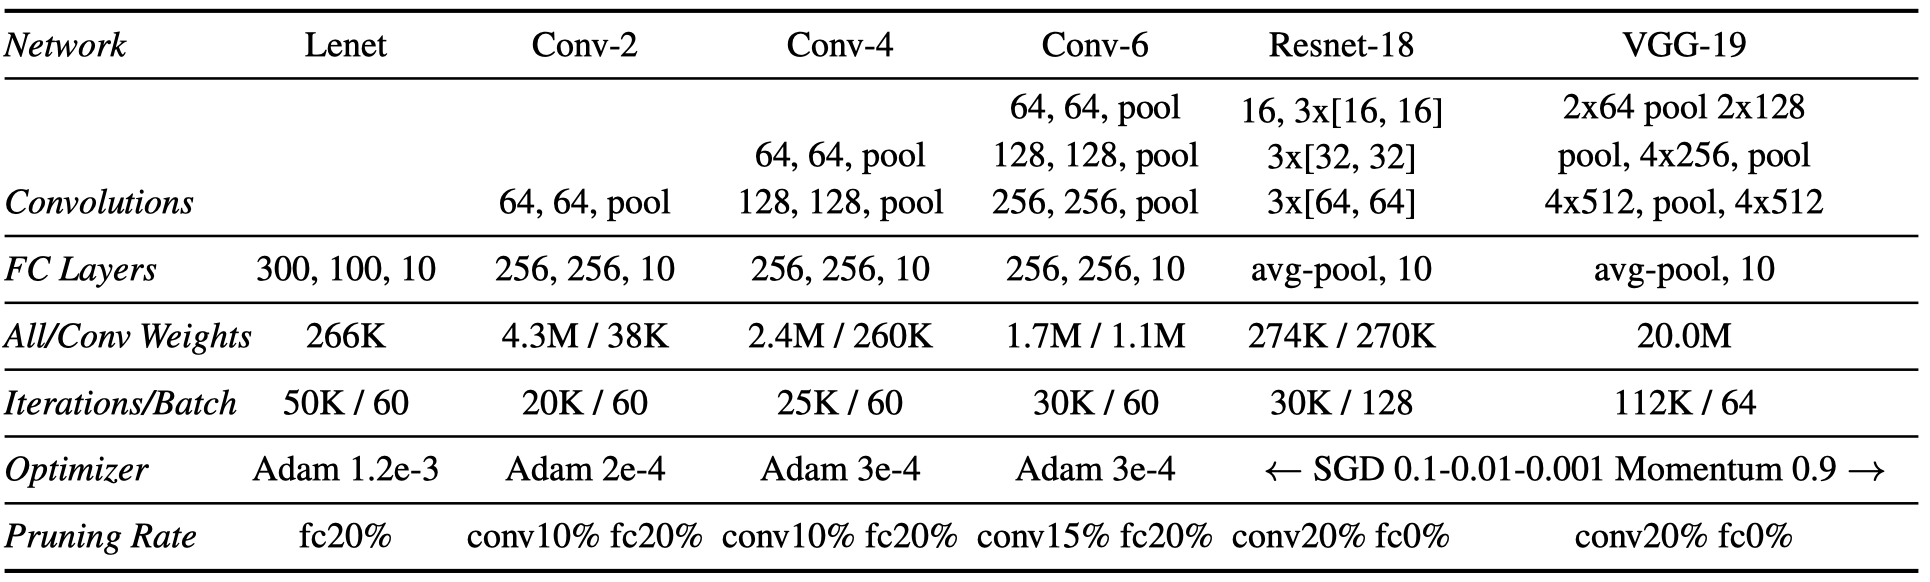 Network Lenet Conv-2 Conv-4 Conv-6 Resnet-18 VGG-19
64, 64, pool 16, 3x[16, 16] 2x64 pool 2x128
64, 64, pool 128, 128, pool 3x[32, 32] pool, 4x256, pool
Convolutions 64, 64, pool 128, 128, pool 256, 256, pool 3x[64, 64] 4x512, pool, 4x512
FC Layers 300, 100, 10 256, 256, 10 256, 256, 10 256, 256, 10 avg-pool, 10 avg-pool, 10
All/Conv Weights 266K 4.3M / 38K 2.4M / 260K 1.7M / 1.1M 274K / 270K 20.0M
Iterations/Batch 50K / 60 20K / 60 25K / 60 30K / 60 30K / 128 112K / 64
Optimizer Adam 1.2e-3 Adam 2e-4 Adam 3e-4 Adam 3e-4 ← SGD 0.1-0.01-0.001 Momentum 0.9 →
Pruning Rate fc20% conv10% fc20% conv10% fc20% conv15% fc20% conv20% fc0% conv20% fc0%